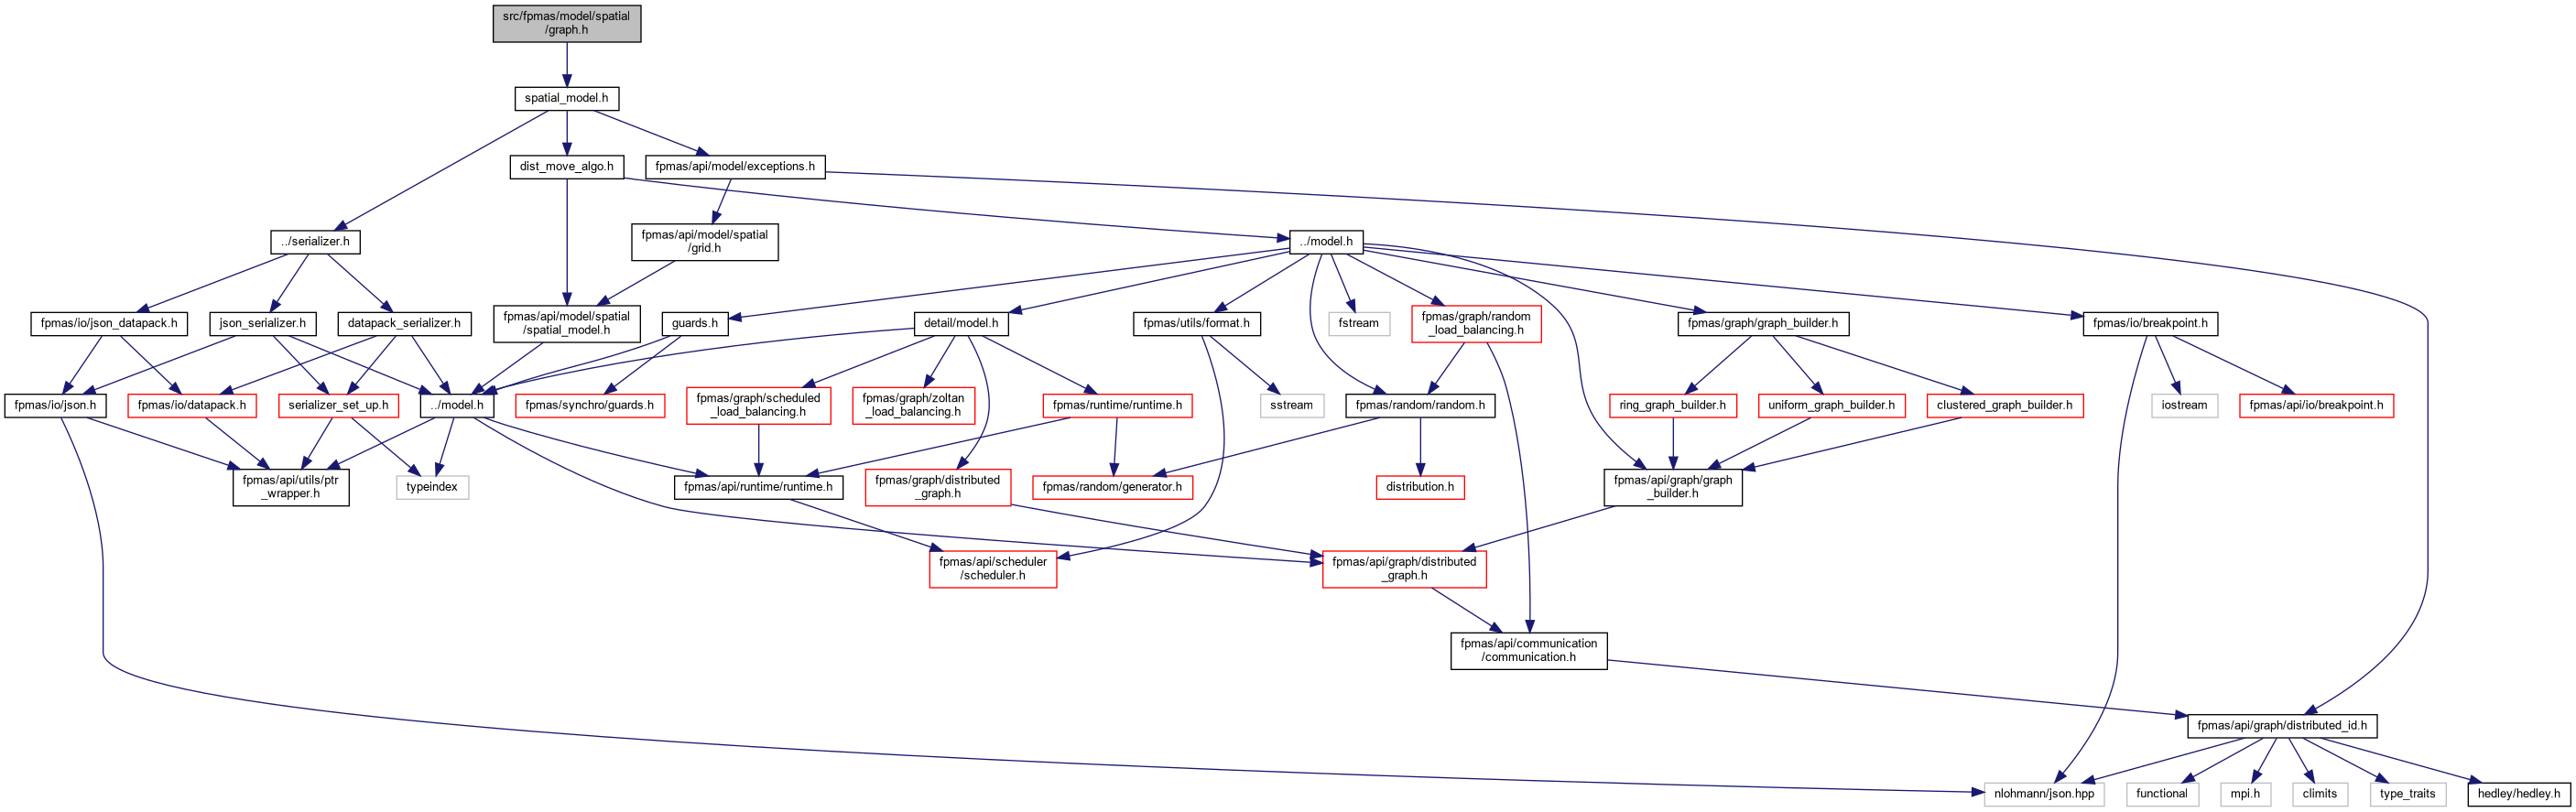 src/fpmas/model/spatial
/graph.h
spatial_model.h
dist_move_algo.h
fpmas/api/model/exceptions.h
../serializer.h
fpmas/api/model/spatial
/grid.h
../model.h
fpmas/io/json_datapack.h
json_serializer.h
datapack_serializer.h
fpmas/api/model/spatial
/spatial_model.h
guards.h
detail/model.h
fpmas/utils/format.h
fstream
fpmas/graph/random
_load_balancing.h
fpmas/graph/graph_builder.h
fpmas/io/breakpoint.h
fpmas/io/json.h
fpmas/io/datapack.h
serializer_set_up.h
../model.h
fpmas/synchro/guards.h
fpmas/graph/scheduled
_load_balancing.h
fpmas/graph/zoltan
_load_balancing.h
fpmas/runtime/runtime.h
sstream
fpmas/random/random.h
ring_graph_builder.h
uniform_graph_builder.h
clustered_graph_builder.h
iostream
fpmas/api/io/breakpoint.h
fpmas/api/utils/ptr
_wrapper.h
typeindex
fpmas/api/runtime/runtime.h
fpmas/graph/distributed
_graph.h
fpmas/random/generator.h
distribution.h
fpmas/api/graph/graph
_builder.h
fpmas/api/scheduler
/scheduler.h
fpmas/api/graph/distributed
_graph.h
fpmas/api/communication
/communication.h
fpmas/api/graph/distributed_id.h
nlohmann/json.hpp
functional
mpi.h
climits
type_traits
hedley/hedley.h